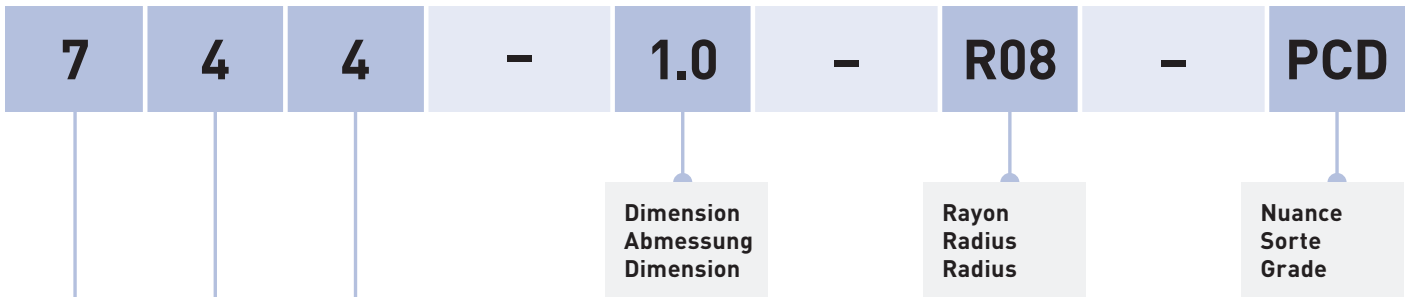 7 4 4 - 1.0 - R08 - PCD
Dimension
Abmessung
Dimension
Rayon
Radius
Radius
Nuance
Sorte
Grade